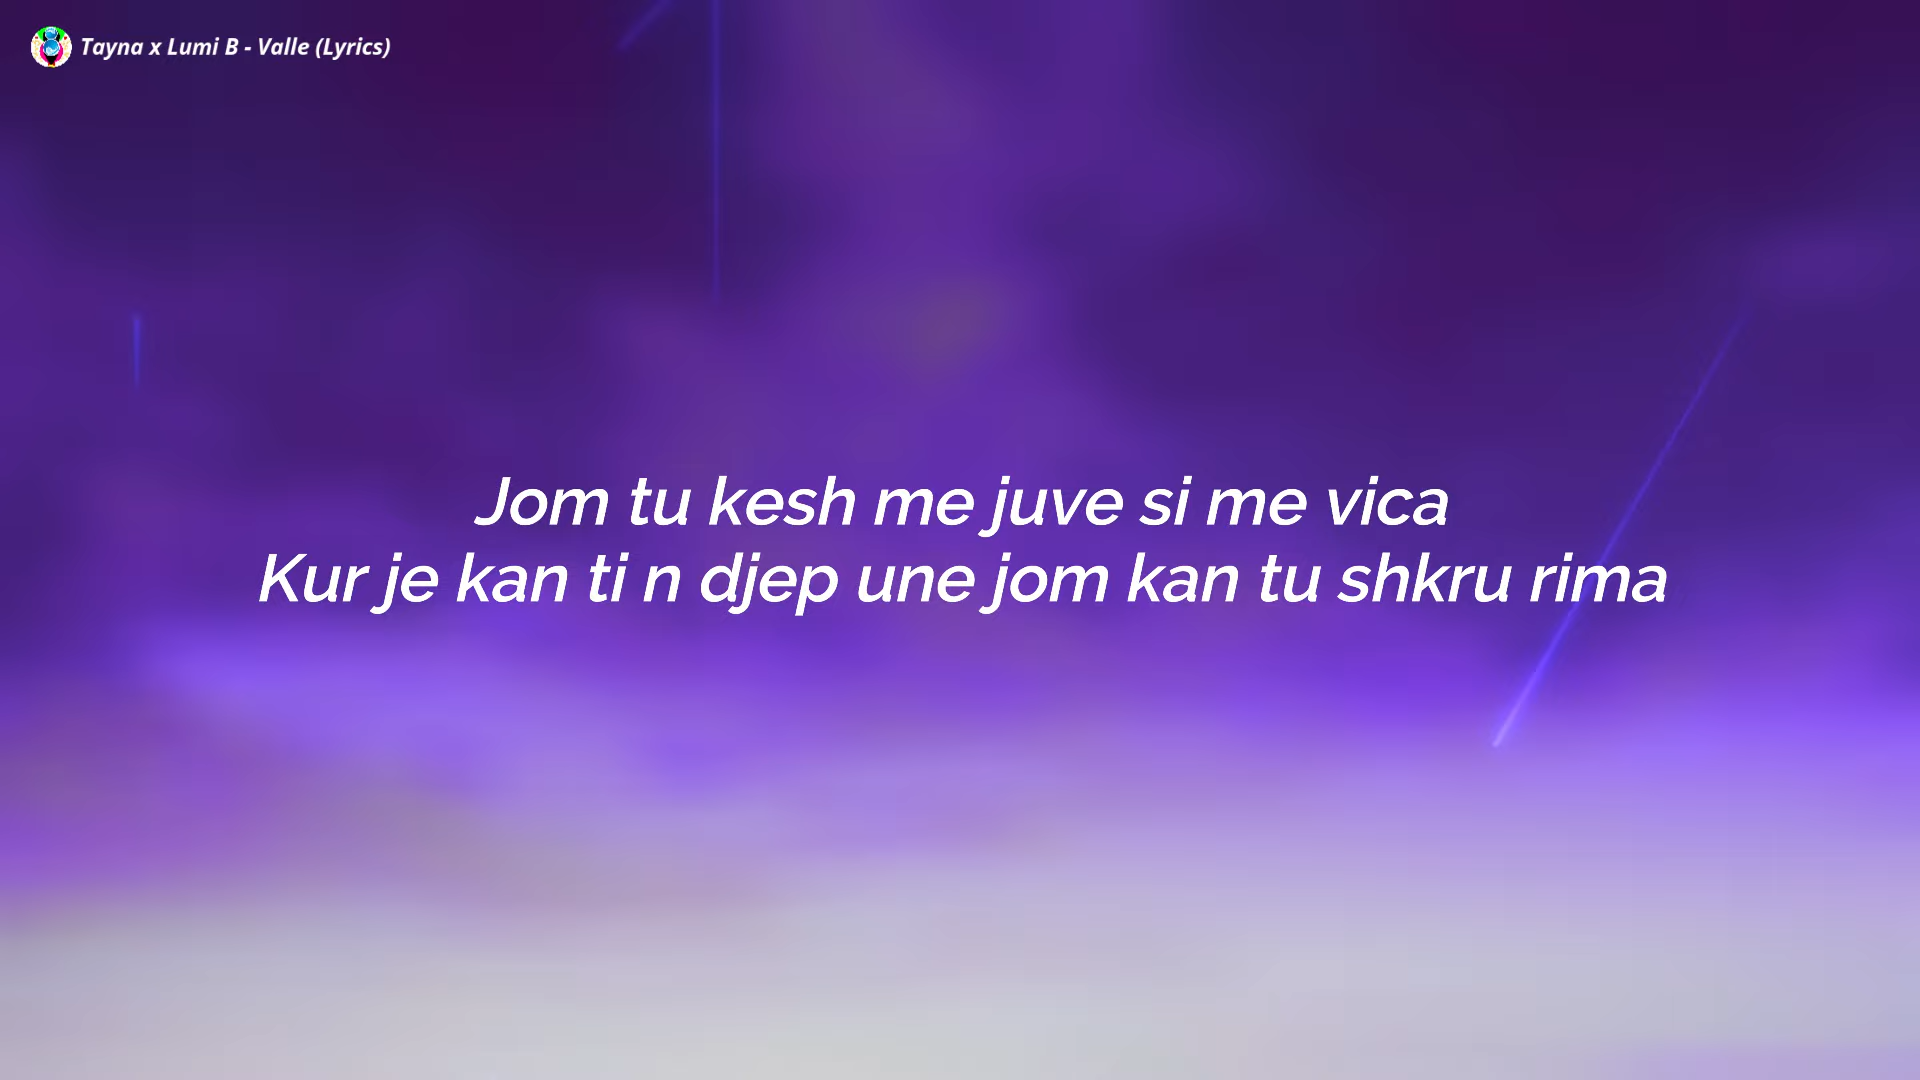 Tayna x Lumi B - Valle (Lyrics)
Jom tu kesh me juve si me vica
Kur je kan ti n djep une jom kan tu shkru rima